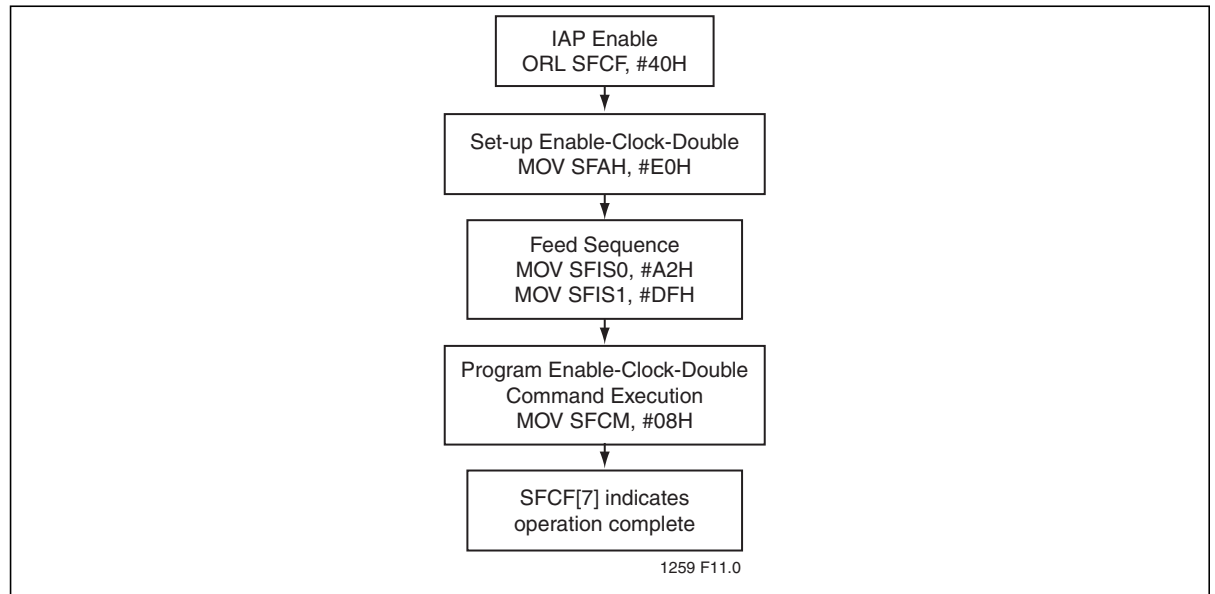 IAP Enable
ORL SFCF, #40H
Set-up Enable-Clock-Double
MOV SFAH, #E0H
Feed Sequence
MOV SFIS0, #A2H
MOV SFIS1, #DFH
Program Enable-Clock-Double
Command Execution
MOV SFCM, #08H
SFCF[7] indicates
operation complete
1259 F11.0